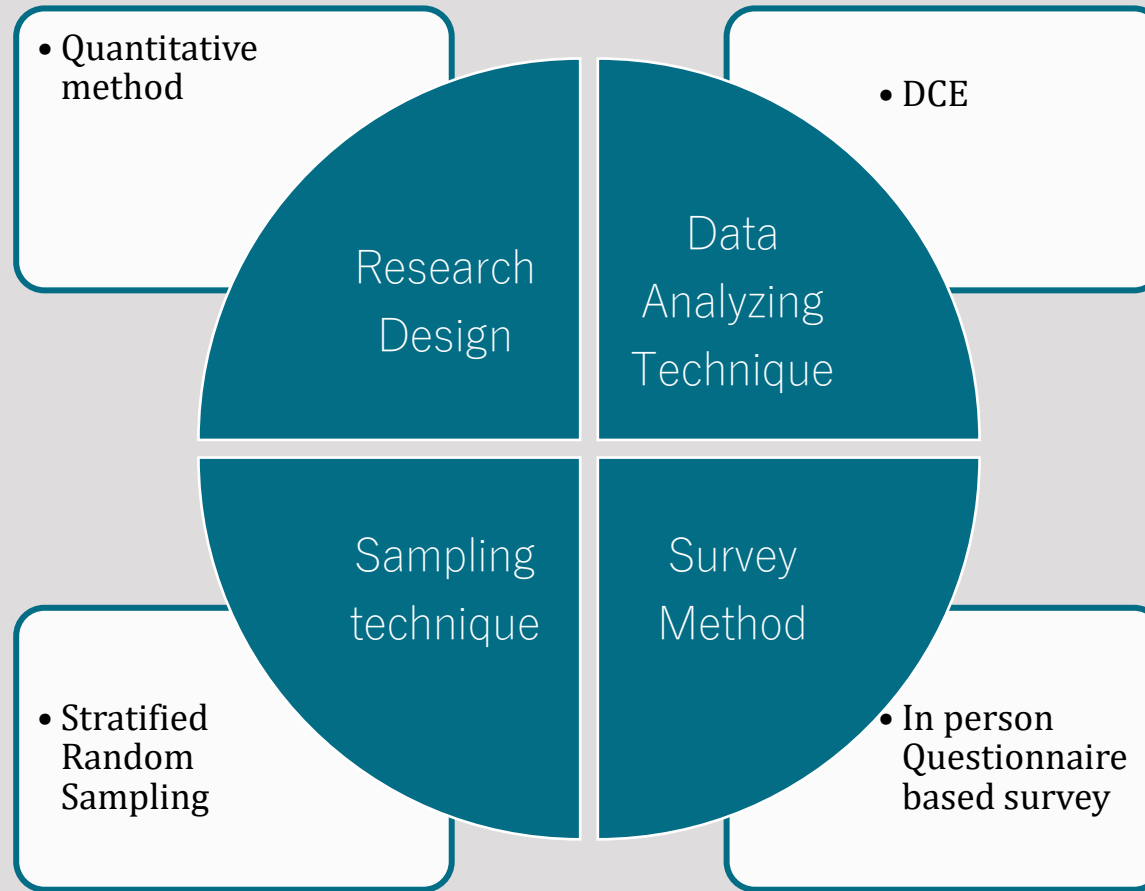 • Quantitative
method
• DCE
Research
Design
Data
Analyzing
Technique
Sampling
technique
Survey
Method
• Stratified
Random
Sampling
• In person
Questionnaire
based survey